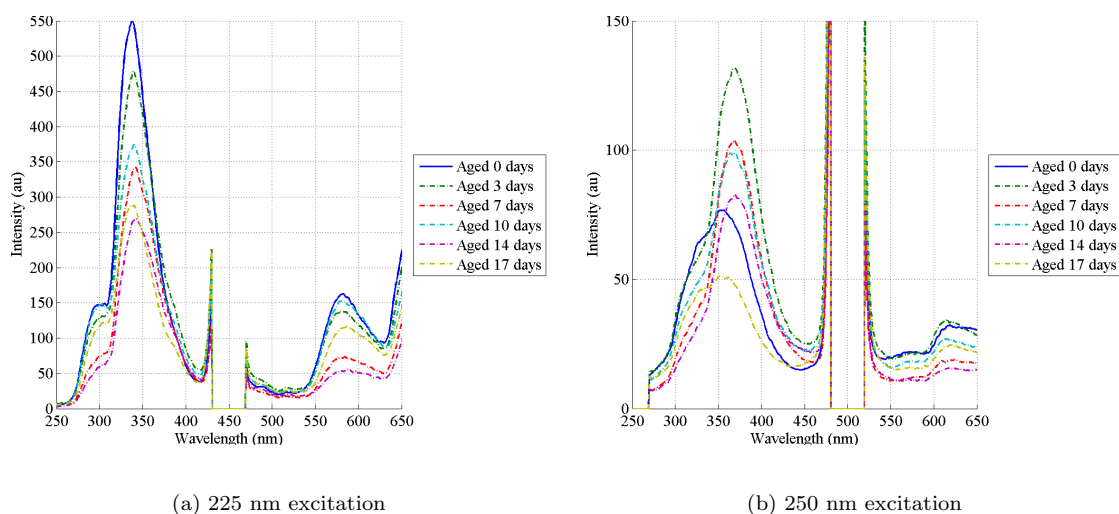 550
500
450
400
350
300
250
200
150
100
50
0
250 300 350 400 450 500 550 600 650
Intensity (au)
Wavelength (nm)
Aged 0 days
Aged 3 days
Aged 7 days
Aged 10 days
Aged 14 days
Aged 17 days
(a) 225 nm excitation
150
100
50
0
250 300 350 400 450 500 550 600 650
Intensity (au)
Wavelength (nm)
Aged 0 days
Aged 3 days
Aged 7 days
Aged 10 days
Aged 14 days
Aged 17 days
(b) 250 nm excitation